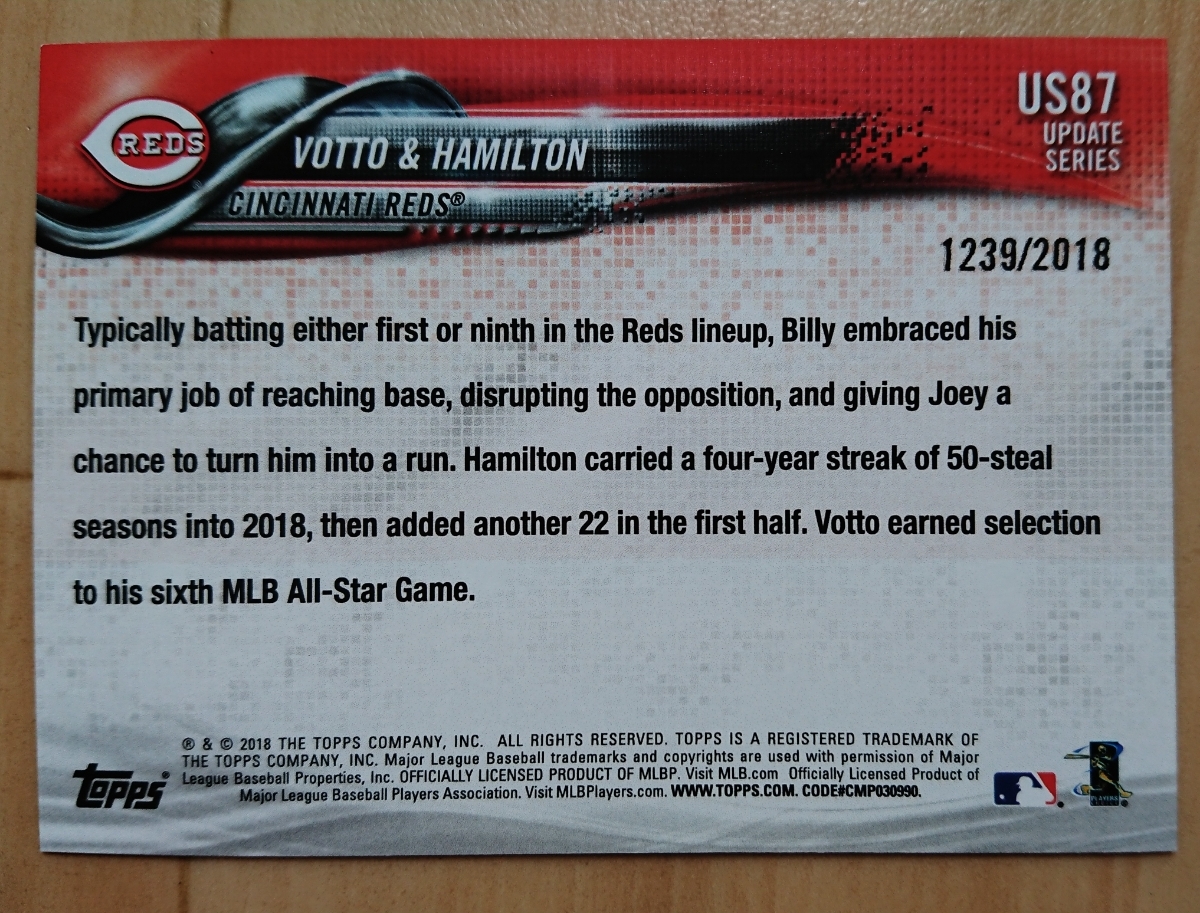 REDS
VOTTO & HAMILTON
CINCINNATI REDS®
US87
UPDATE
SERIES
1239/2018
Typically batting either first or ninth in the Reds lineup, Billy embraced his
primary job of reaching base, disrupting the opposition, and giving Joey a
chance to turn him into a run. Hamilton carried a four-year streak of 50-steal
seasons into 2018, then added another 22 in the first half. Votto earned selection
to his sixth MLB All-Star Game.
® & © 2018 THE TOPPS COMPANY, INC. ALL RIGHTS RESERVED. TOPPS IS A REGISTERED TRADEMARK OF
THE TOPPS COMPANY, INC. Major League Baseball trademarks and copyrights are used with permission of Major
League Baseball Properties, Inc. OFFICIALLY LICENSED PRODUCT OF MLBP. Visit MLB.com Officially Licensed Product of
Major League Baseball Players Association. Visit MLBPlayers.com. WWW.TOPPS.COM. CODE#CMP030990.
topps®
PLAYERS